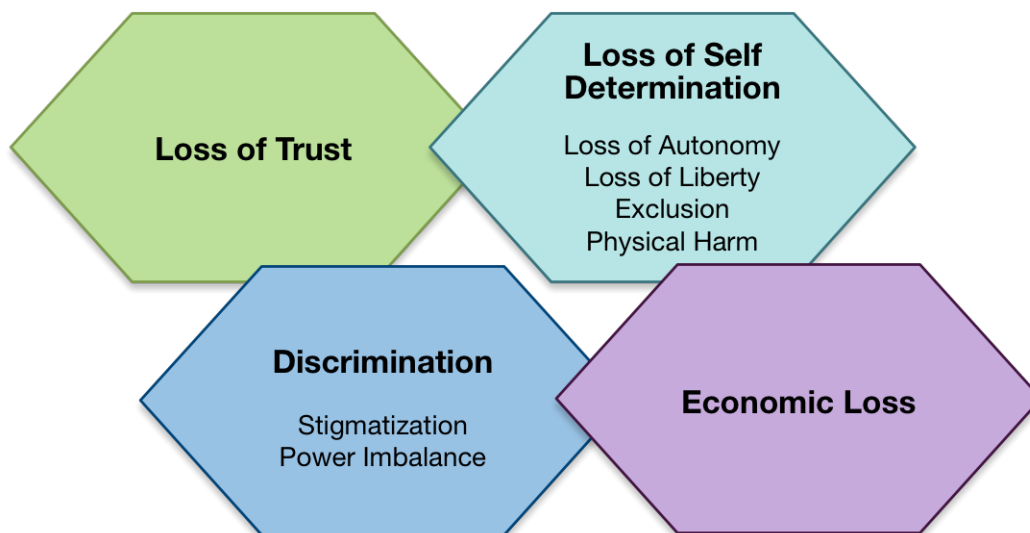 Loss of Trust
Loss of Self
Determination
Loss of Autonomy
Loss of Liberty
Exclusion
Physical Harm
Discrimination
Stigmatization
Power Imbalance
Economic Loss